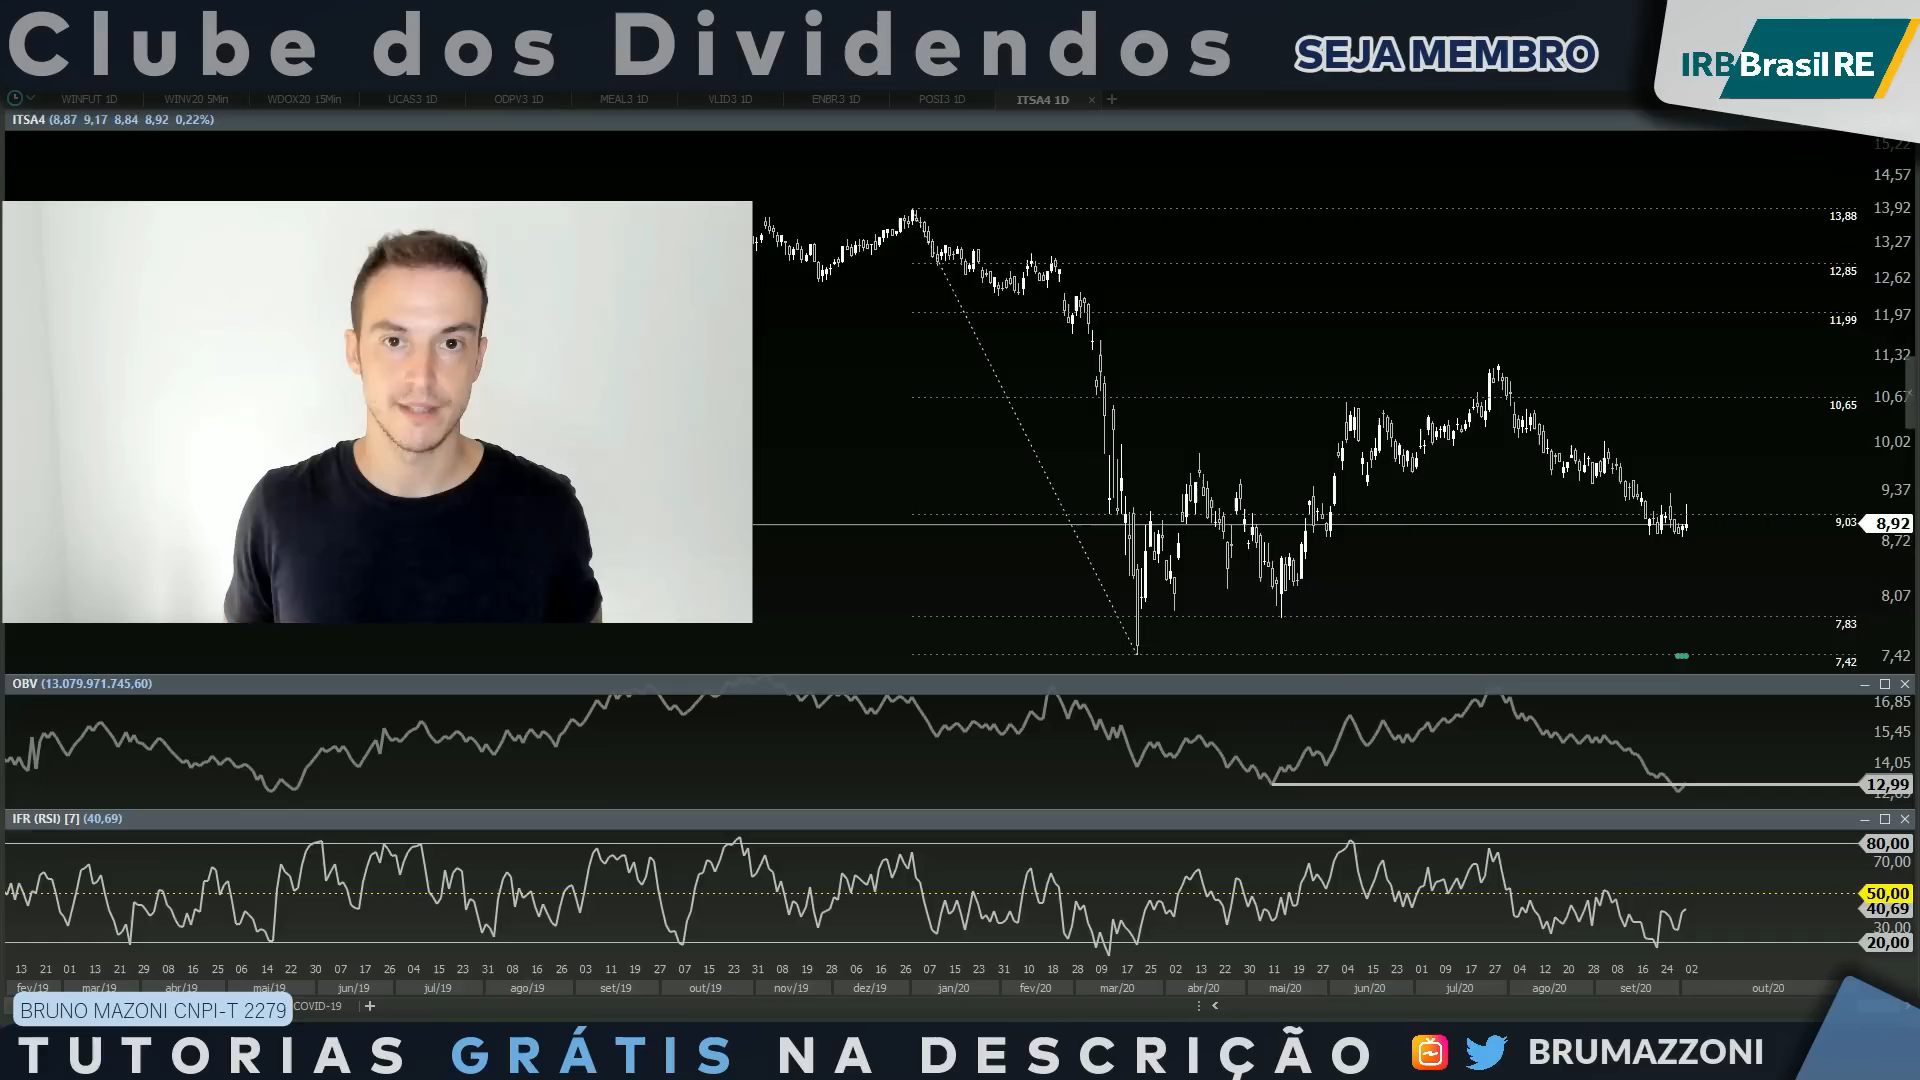 Clube dos Dividendos
SEJA MEMBRO
IRBBrasil RE
WINFUT 1D WINV20 5Min WDOX20 15Min UCAS3 1D ODPV3 1D MEAL3 1D VLID3 1D ENBR3 1D POSI3 1D ITSA4 1D × +
ITSA4 (8,87 9,17 8,84 8,92 0,22%)
15,22
14,57
13,92
13,88
13,27
12,85
12,62
11,99
11,97
11,32
10,67
10,65
10,02
9,37
9,03
8,92
8,72
8,07
7,83
7,42
7,42
OBV (13.079.971.745,60)
16,85
15,45
14,05
12,99
IFR (RSI) [7] (40,69)
80,00
70,00
50,00
40,69
30,00
20,00
13 21 01 13 21 29 08 16 25 06 14 22 30 07 17 26 04 15 23 31 08 16 26 03 11 19 27 07 15 23 31 08 18 28 06 16 26 07 15 23 31 10 18 28 09 17 25 02 13 22 30 11 19 27 04 15 23 01 09 17 27 04 12 20 28 08 16 24 02
fev/19 mar/19 abr/19 mai/19 jun/19 jul/19 ago/19 set/19 out/19 nov/19 dez/19 jan/20 fev/20 mar/20 abr/20 mai/20 jun/20 jul/20 ago/20 set/20 out/20
BRUNO MAZONI CNPI-T 2279
COVID-19 +
TUTORIAS GRÁTIS NA DESCRIÇÃO
BRUMAZZONI